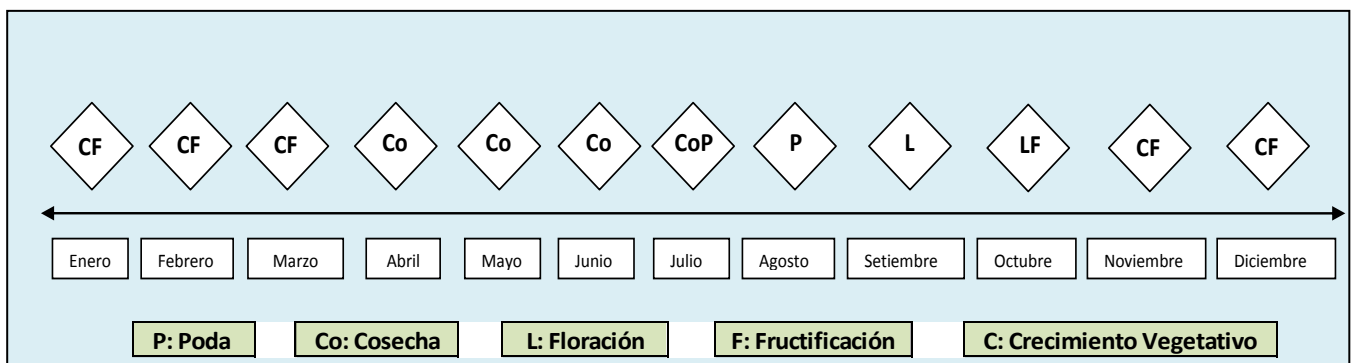 CF CF CF Co Co Co CoP P L LF CF CF
Enero Febrero Marzo Abril Mayo Junio Julio Agosto Setiembre Octubre Noviembre Diciembre
P: Poda Co: Cosecha L: Floración F: Fructificación C: Crecimiento Vegetativo